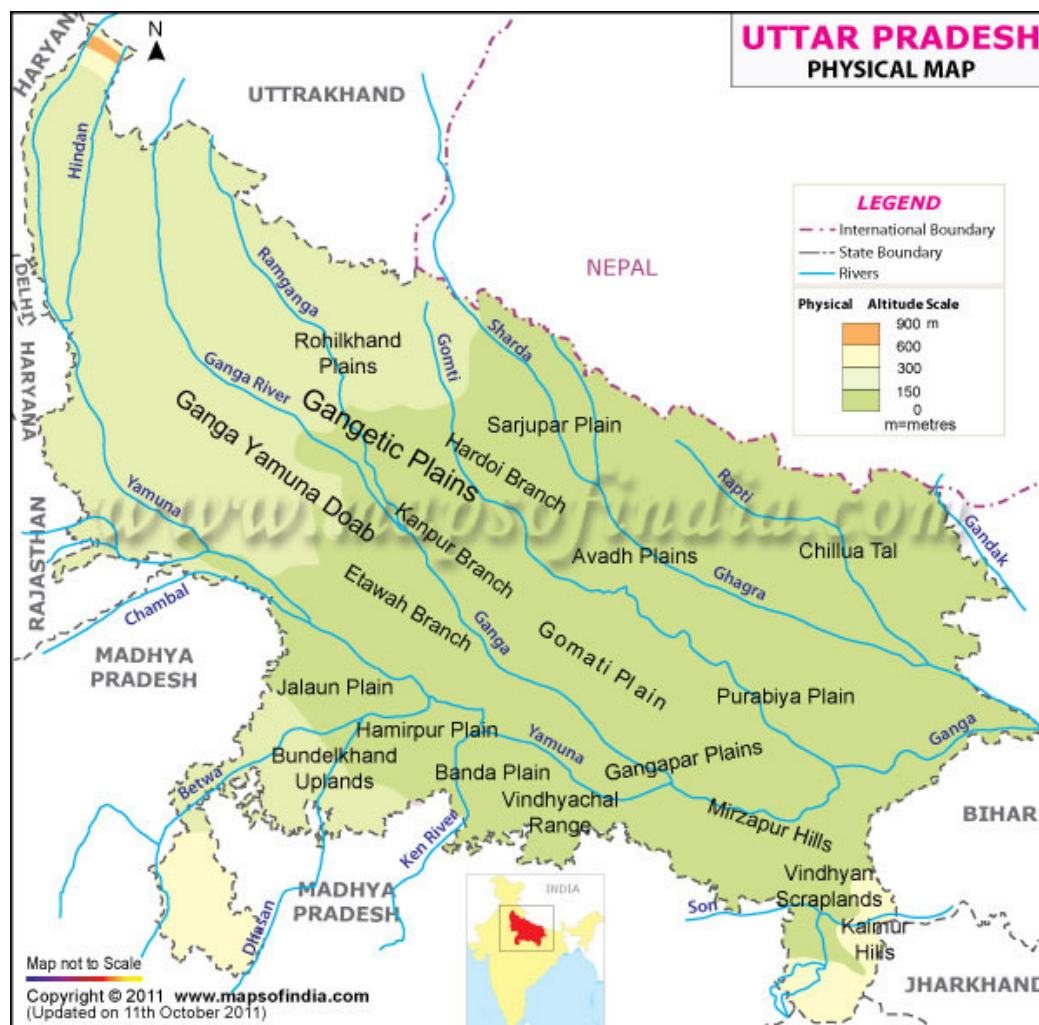 UTTAR PRADESH
PHYSICAL MAP
N
HARYANA
UTTRAKHAND
Hindan
LEGEND
International Boundary
State Boundary
Rivers
NEPAL
DELHI
Ramganga
Physical Altitude Scale
900 m
600
300
150
0
m=metres
Rohilkhand
Plains
Gomti
Sharda
HARYANA
Ganga River
Gangetic Plains
Sarjupar Plain
Ganga Yamuna Doab
Hardoi Branch
Rapti
Yamuna
www.mapsofindia.com
Kanpur Branch
Gandak
RAJASTHAN
Avadh Plains
Chillua Tal
Chambal
Etawah Branch
Ghagra
Ganga
Gomati Plain
MADHYA
PRADESH
Jalaun Plain
Purabiya Plain
Hamirpur Plain
Yamuna
Ganga
Bundelkhand
Uplands
Gangapar Plains
Betwa
Banda Plain
Vindhyachal
Range
Mirzapur Hills
BIHAR
Ken River
Vindhyan
Scraplands
MADHYA
PRADESH
INDIA
Son
Kaimur
Hills
Dhasan
JHARKHAND
Map not to Scale
Copyright © 2011 www.mapsofindia.com
(Updated on 11th October 2011)